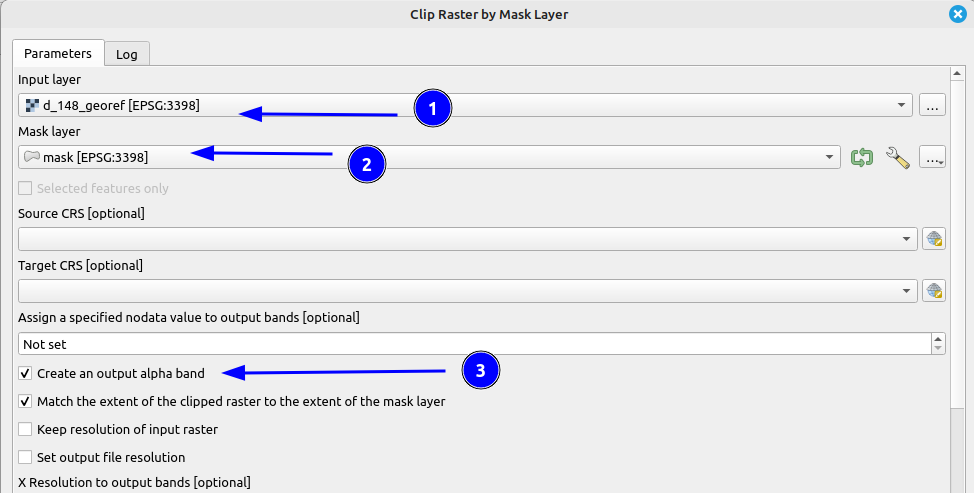 Clip Raster by Mask Layer
Parameters
Log
Input layer
d_148_georef [EPSG:3398]
...
1
Mask layer
mask [EPSG:3398]
2
...
Selected features only
Source CRS [optional]
Target CRS [optional]
Assign a specified nodata value to output bands [optional]
Not set
Create an output alpha band
3
Match the extent of the clipped raster to the extent of the mask layer
Keep resolution of input raster
Set output file resolution
X Resolution to output bands [optional]